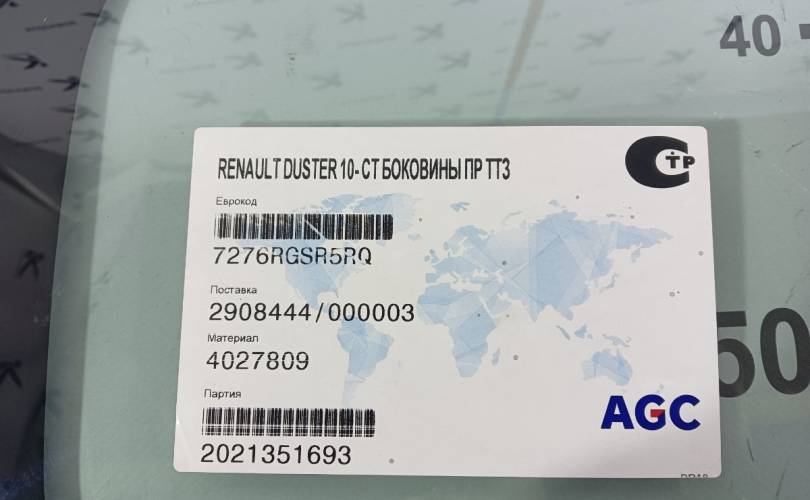 40
RENAULT DUSTER 10- СТ БОКОВИНЫ ПР ТТЗ
СТР
Еврокод
7276RGSR5RQ
Поставка
2908444/000003
Материал
4027809
50
Партия
AGC
2021351693